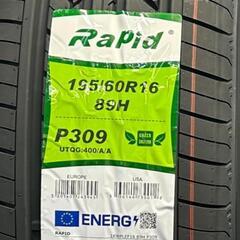 Rapid
195/60R16
89H
P309
UTQG:400/A/A
EUROPE
USA
ENERG
RAPID